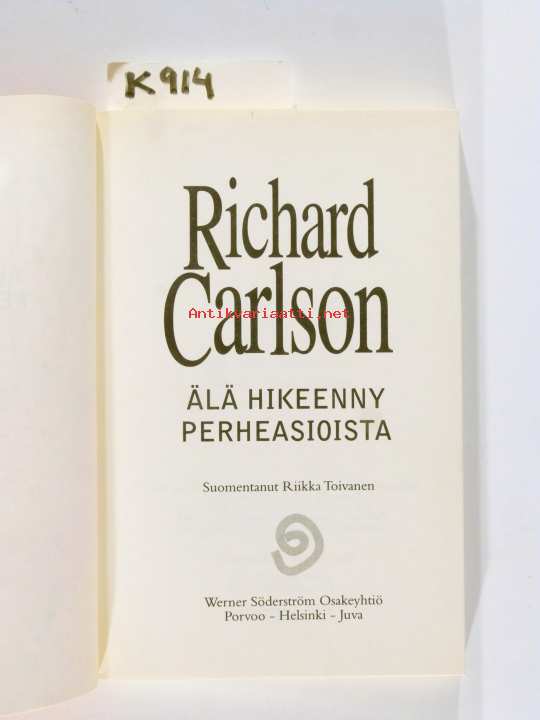 K914
Richard
Carlson
Antikvariaatti.net
ÄLÄ HIKEENNY
PERHEASIOISTA
Suomentanut Riikka Toivanen
Werner Söderström Osakeyhtiö
Porvoo - Helsinki - Juva